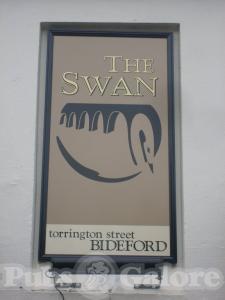 THE
SWAN
torrington street
BIDEFORD
Pubs Galore